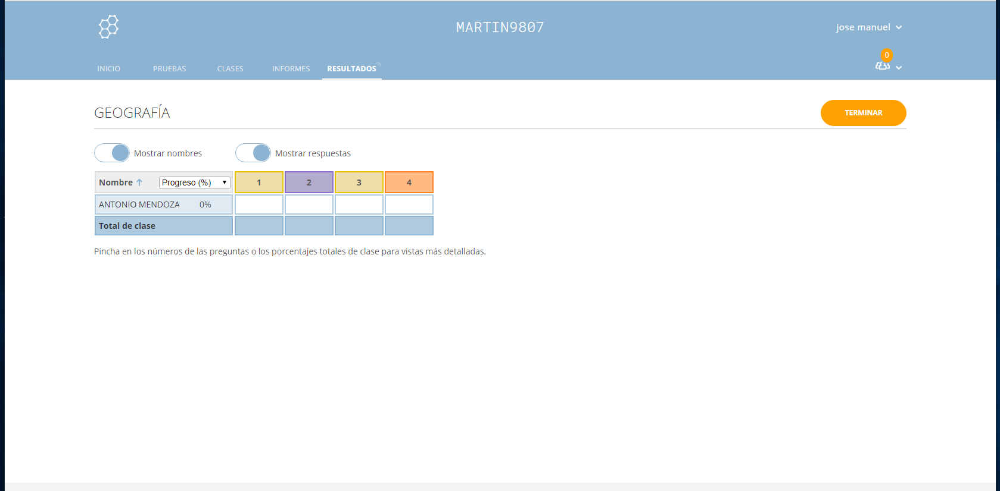 MARTIN9807
jose manuel
0
INICIO PRUEBAS CLASES INFORMES RESULTADOS
GEOGRAFÍA
TERMINAR
Mostrar nombres Mostrar respuestas
Nombre Progreso (%) 1 2 3 4
ANTONIO MENDOZA 0%
Total de clase
Pincha en los números de las preguntas o los porcentajes totales de clase para vistas más detalladas.